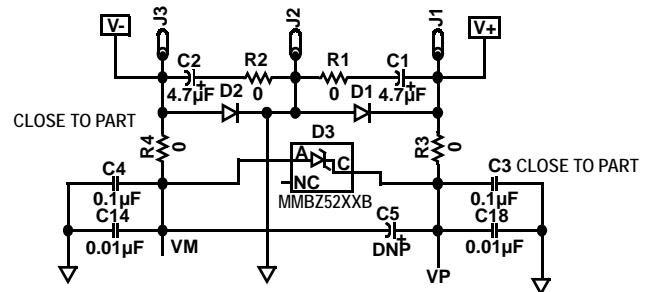 V-
J3
J2
J1
V+
C2
R2
R1
C1
+
+
4.7µF
0
0
4.7µF
D2
D1
CLOSE TO PART
R4
0
D3
R3
0
A
C
NC
MMBZ52XXB
C4
0.1µF
C3
CLOSE TO PART
0.1µF
C14
0.01µF
VM
C5
+
DNP
VP
C18
0.01µF